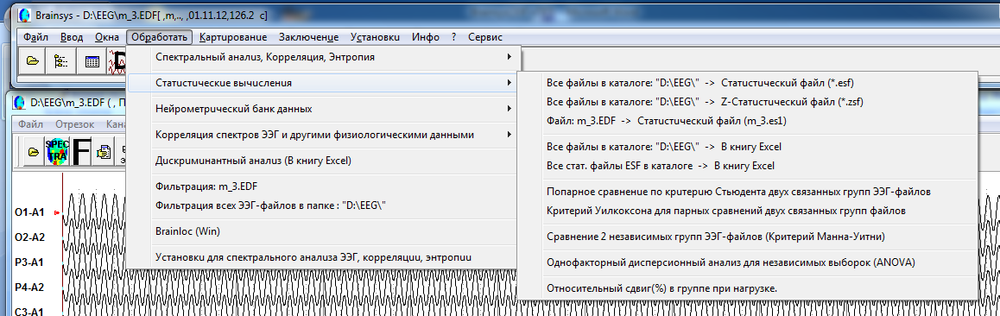 Brainsys - D:\EEG\m_3.EDF[ ,m,.., ,01.11.12,126.2 c]
Файл Ввод Окна Обработать Картирование Заключение Установки Инфо ? Сервис
Спектральный анализ, Корреляция, Энтропия
Статистические вычисления
Нейрометрический банк данных
Корреляция спектров ЭЭГ и другими физиологическими данными
Дискриминантный анализ (В книгу Excel)
Фильтрация: m_3.EDF
Фильтрация всех ЭЭГ-файлов в папке : "D:\EEG\"
Brainloc (Win)
Установки для спектрального анализа ЭЭГ, корреляции, энтропии
Все файлы в каталоге: "D:\EEG\" -> Статистический файл (*.esf)
Все файлы в каталоге: "D:\EEG\" -> Z-Статистический файл (*.zsf)
Файл: m_3.EDF -> Статистический файл (m_3.es1)
Все файлы в каталоге: "D:\EEG\" -> В книгу Excel
Все стат. файлы ESF в каталоге -> В книгу Excel
Попарное сравнение по критерию Стьюдента двух связанных групп ЭЭГ-файлов
Критерий Уилкоксона для парных сравнений двух связанных групп файлов
Сравнение 2 независимых групп ЭЭГ-файлов (Критерий Манна-Уитни)
Однофакторный дисперсионный анализ для независимых выборок (ANOVA)
Относительный сдвиг(%) в группе при нагрузке.
D:\EEG\m_3.EDF ( , П
Файл Отрезок Кана
SPEC TRA F
O1-A1
O2-A2
P3-A1
P4-A2
C3-A1